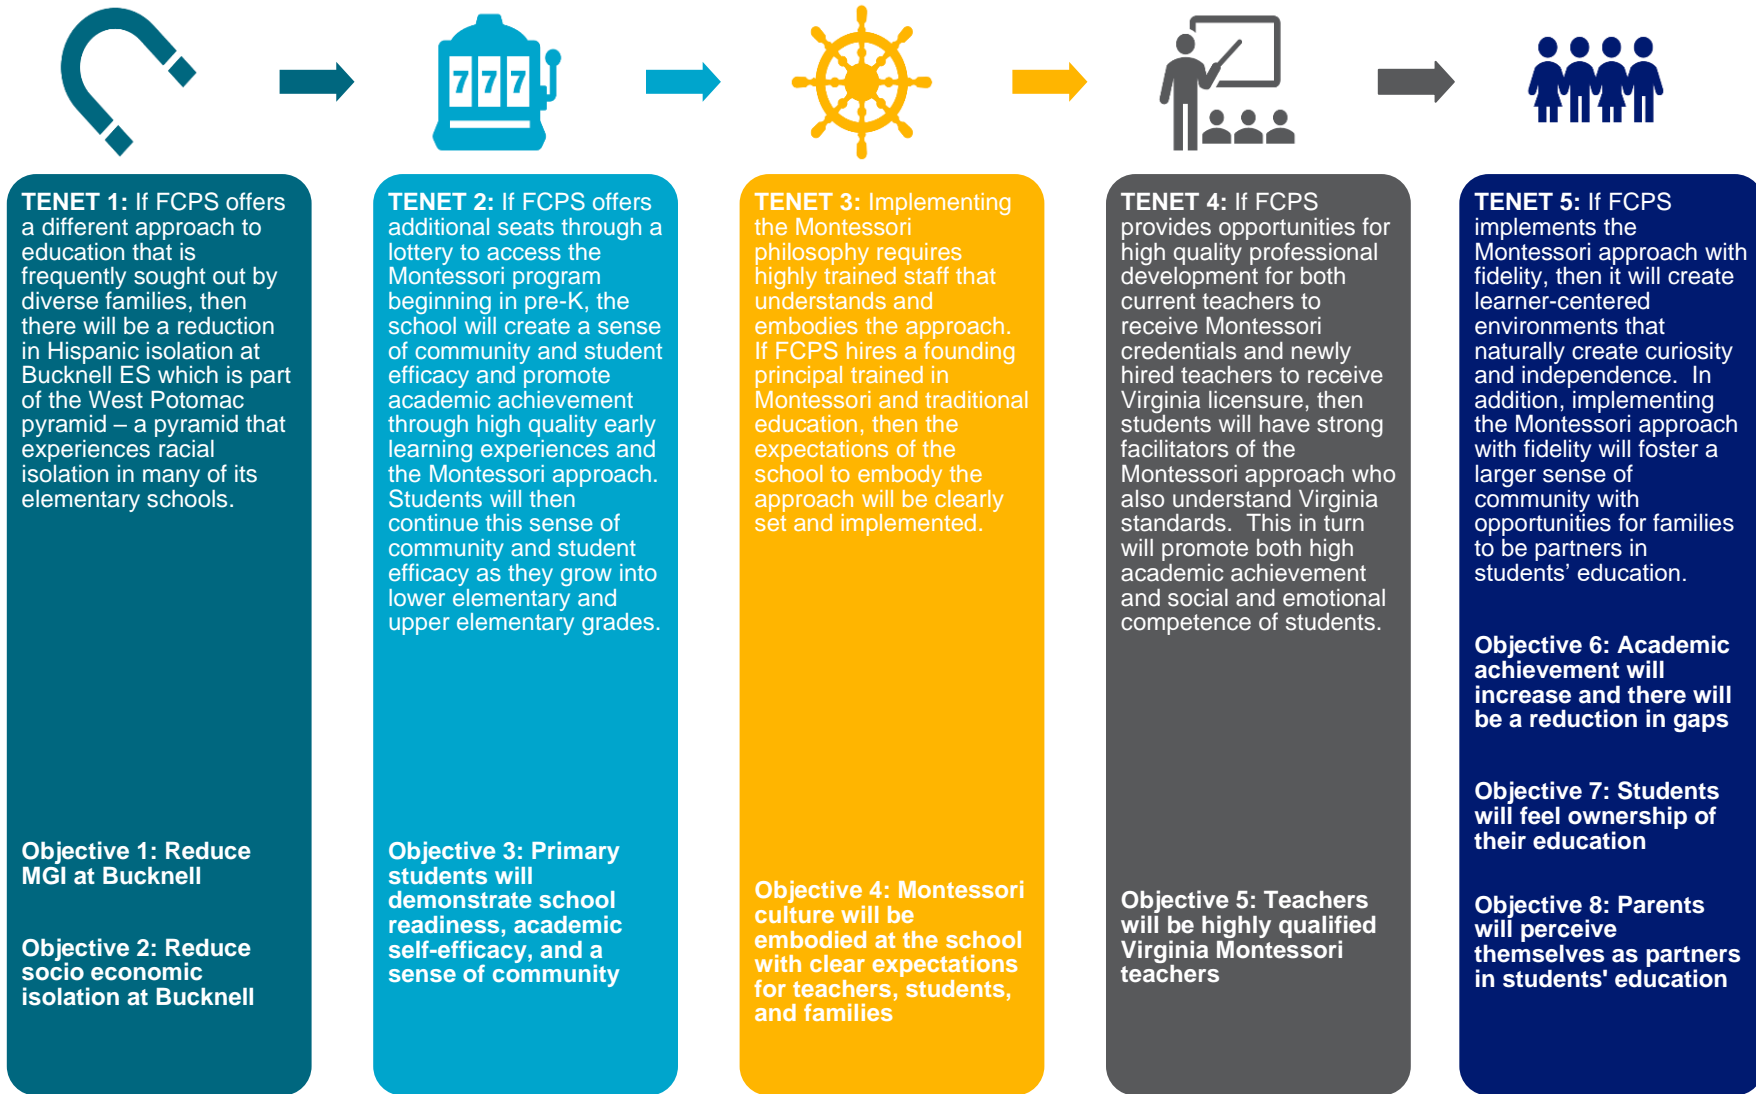 777
TENET 1: If FCPS offers
a different approach to
education that is
frequently sought out by
diverse families, then
there will be a reduction
in Hispanic isolation at
Bucknell ES which is part
of the West Potomac
pyramid – a pyramid that
experiences racial
isolation in many of its
elementary schools.
Objective 1: Reduce
MGI at Bucknell
Objective 2: Reduce
socio economic
isolation at Bucknell
TENET 2: If FCPS offers
additional seats through a
lottery to access the
Montessori program
beginning in pre-K, the
school will create a sense
of community and student
efficacy and promote
academic achievement
through high quality early
learning experiences and
the Montessori approach.
Students will then
continue this sense of
community and student
efficacy as they grow into
lower elementary and
upper elementary grades.
Objective 3: Primary
students will
demonstrate school
readiness, academic
self-efficacy, and a
sense of community
TENET 3: Implementing
the Montessori
philosophy requires
highly trained staff that
understands and
embodies the approach.
If FCPS hires a founding
principal trained in
Montessori and traditional
education, then the
expectations of the
school to embody the
approach will be clearly
set and implemented.
Objective 4: Montessori
culture will be
embodied at the school
with clear expectations
for teachers, students,
and families
TENET 4: If FCPS
provides opportunities for
high quality professional
development for both
current teachers to
receive Montessori
credentials and newly
hired teachers to receive
Virginia licensure, then
students will have strong
facilitators of the
Montessori approach who
also understand Virginia
standards.  This in turn
will promote both high
academic achievement
and social and emotional
competence of students.
Objective 5: Teachers
will be highly qualified
Virginia Montessori
teachers
TENET 5: If FCPS
implements the
Montessori approach with
fidelity, then it will create
learner-centered
environments that
naturally create curiosity
and independence.  In
addition, implementing
the Montessori approach
with fidelity will foster a
larger sense of
community with
opportunities for families
to be partners in
students’ education.
Objective 6: Academic
achievement will
increase and there will
be a reduction in gaps
Objective 7: Students
will feel ownership of
their education
Objective 8: Parents
will perceive
themselves as partners
in students' education